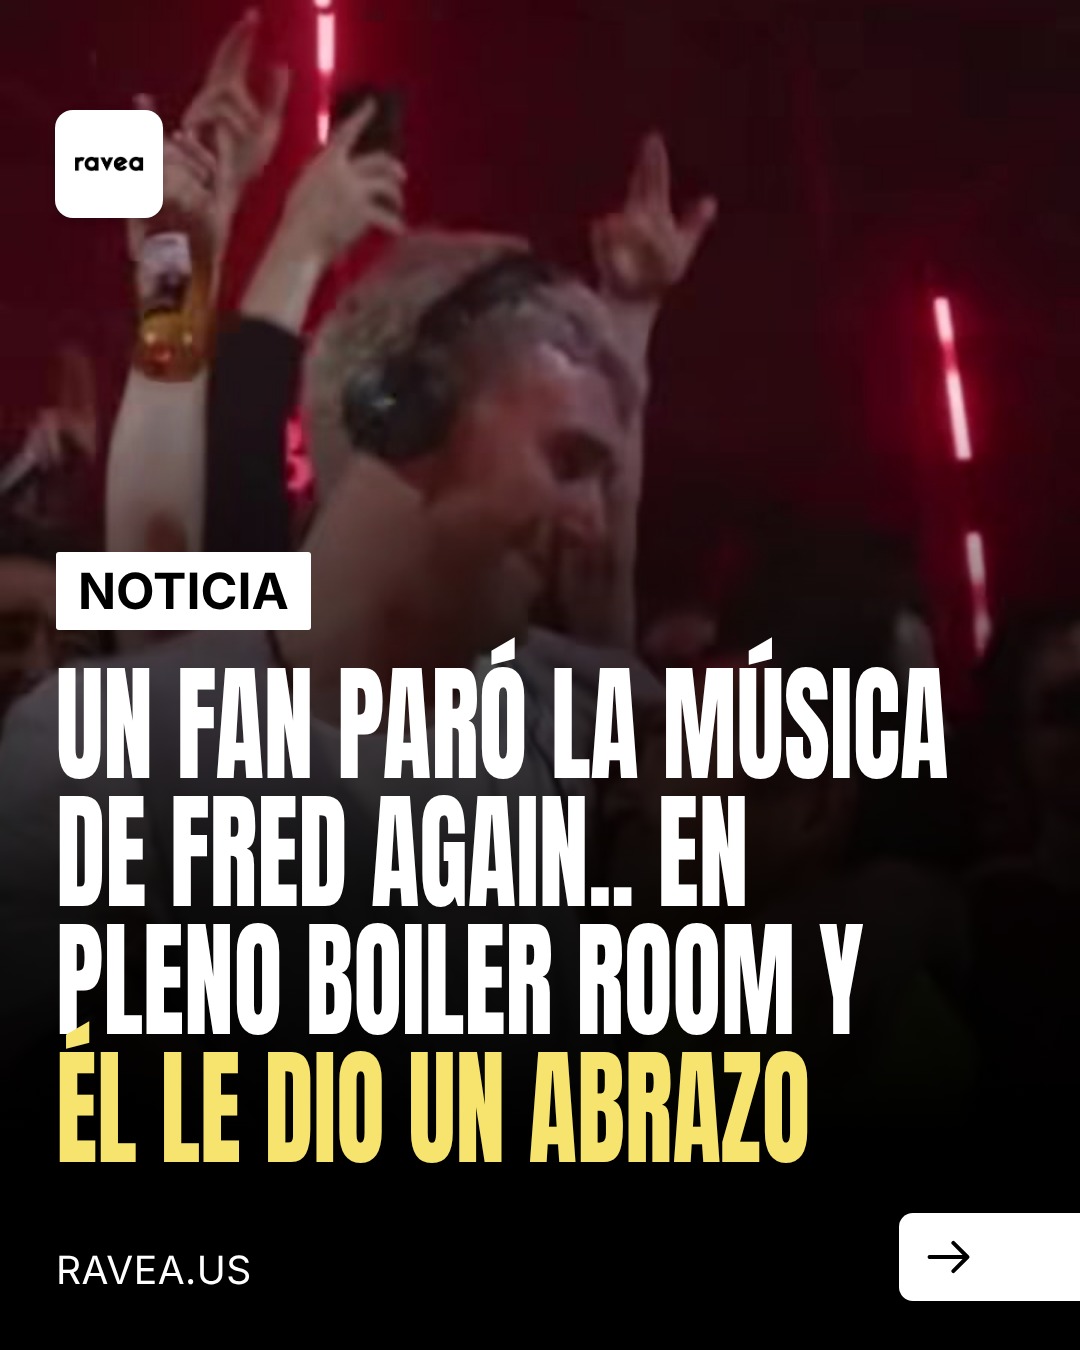 ravea
NOTICIA
UN FAN PARÓ LA MÚSICA
DE FRED AGAIN.. EN
PLENO BOILER ROOM Y
ÉL LE DIO UN ABRAZO
RAVEA.US